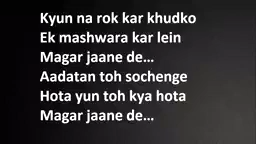 Kyun na rok kar khudko
Ek mashwara kar lein
Magar jaane de…
Aadatan toh sochenge
Hota yun toh kya hota
Magar jaane de…